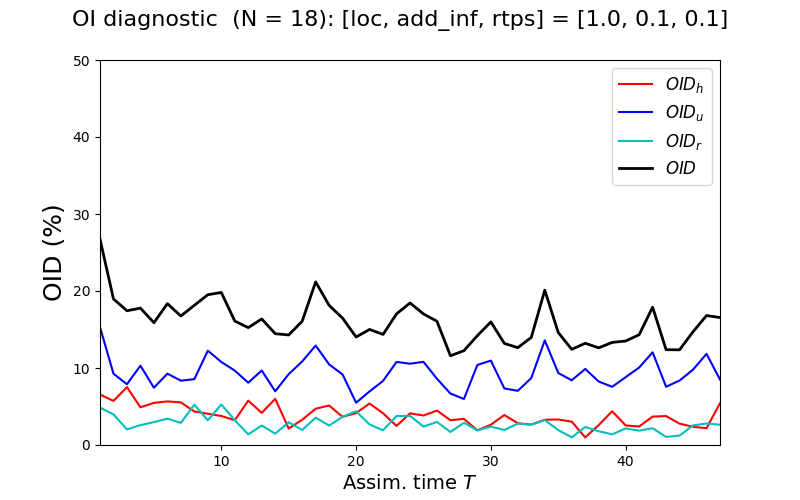 OI diagnostic (N = 18): [loc, add_inf, rtps] = [1.0, 0.1, 0.1]
50
40
30
20
10
0
OID (%)
OID_h
OID_u
OID_r
OID
10 20 30 40
Assim. time T